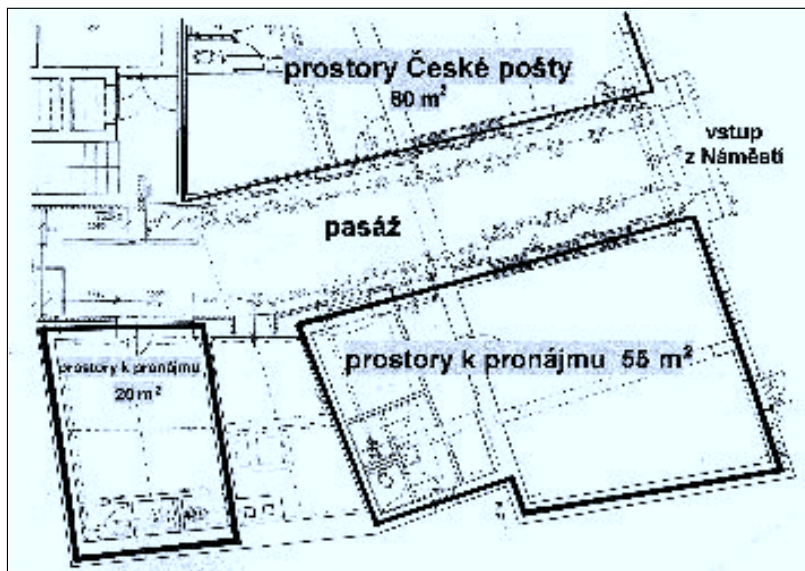 prostory České pošty
80 m²
vstup
z Náměstí
pasáž
prostory k pronájmu 55 m²
prostory k pronájmu
20 m²